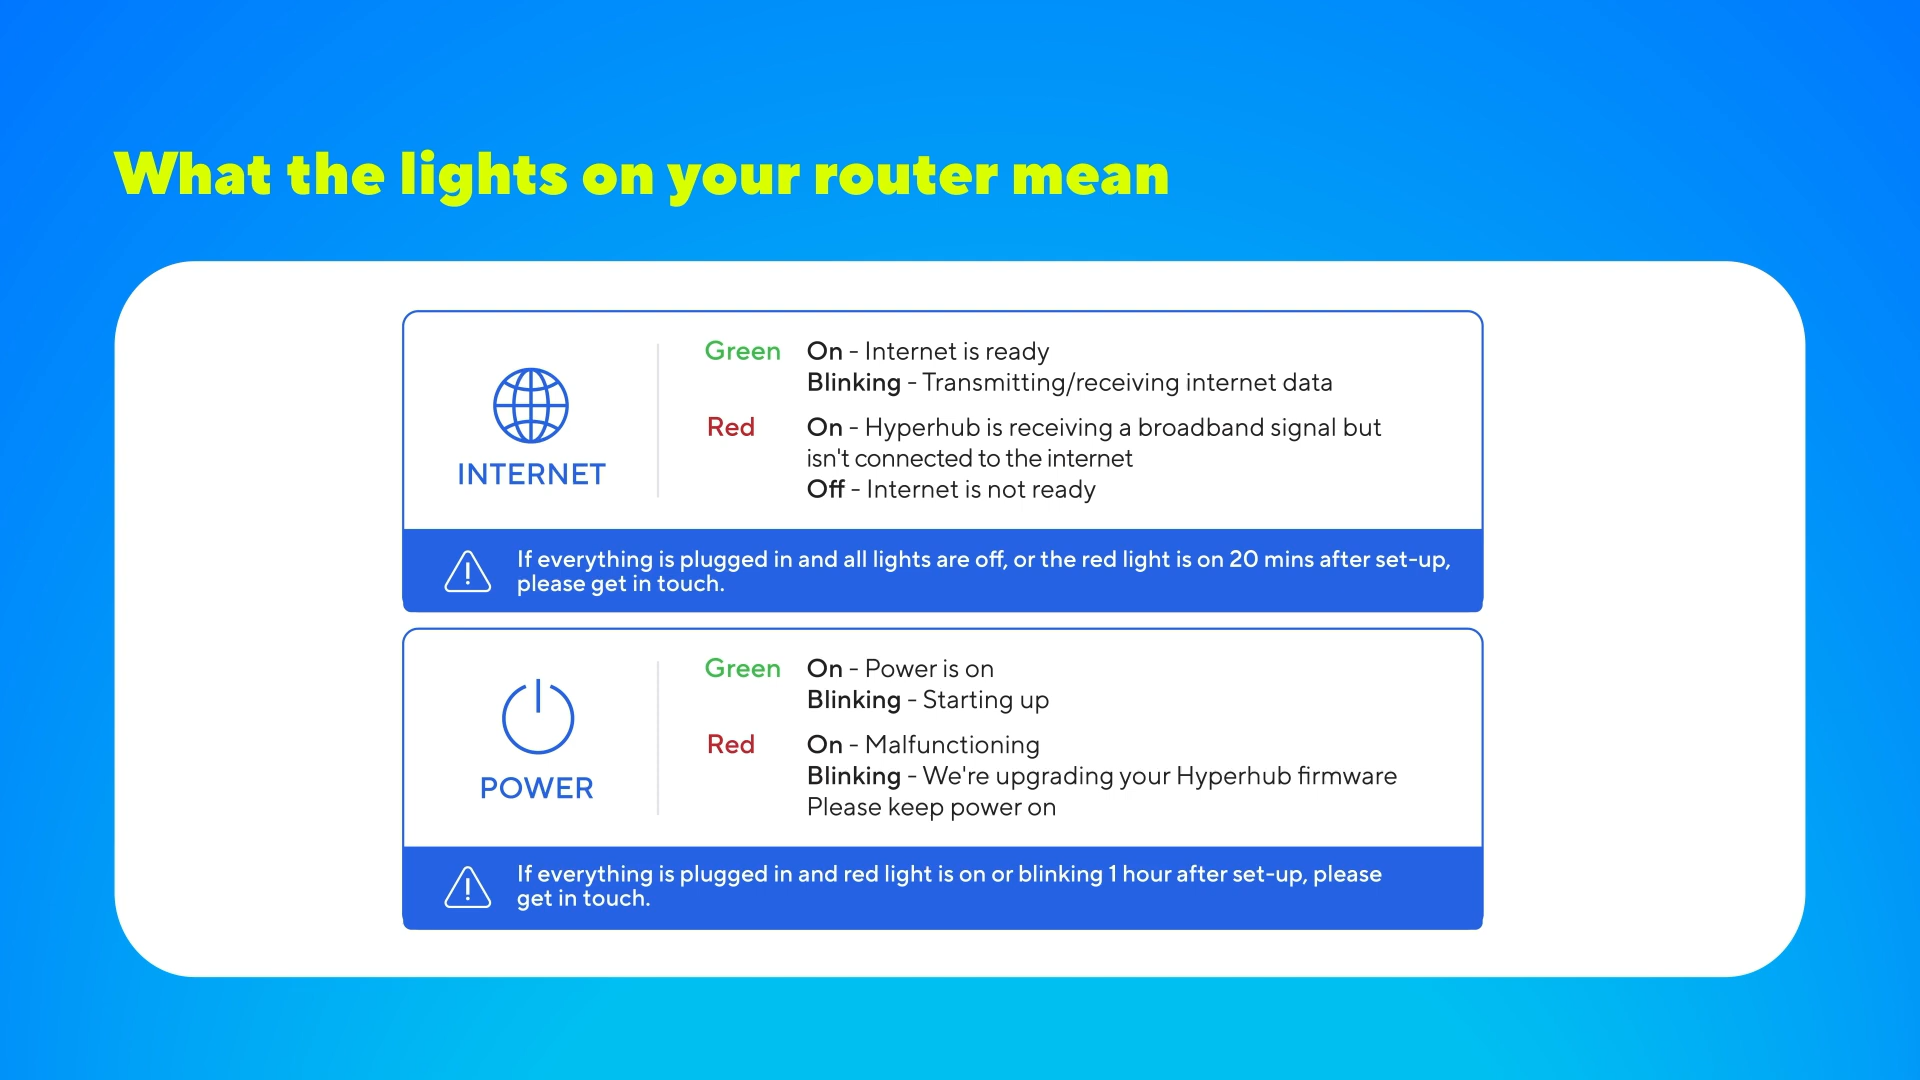 What the lights on your router mean
INTERNET
Green On - Internet is ready
Blinking - Transmitting/receiving internet data
Red On - Hyperhub is receiving a broadband signal but
isn't connected to the internet
Off - Internet is not ready
If everything is plugged in and all lights are off, or the red light is on 20 mins after set-up,
please get in touch.
POWER
Green On - Power is on
Blinking - Starting up
Red On - Malfunctioning
Blinking - We're upgrading your Hyperhub firmware
Please keep power on
If everything is plugged in and red light is on or blinking 1 hour after set-up, please
get in touch.